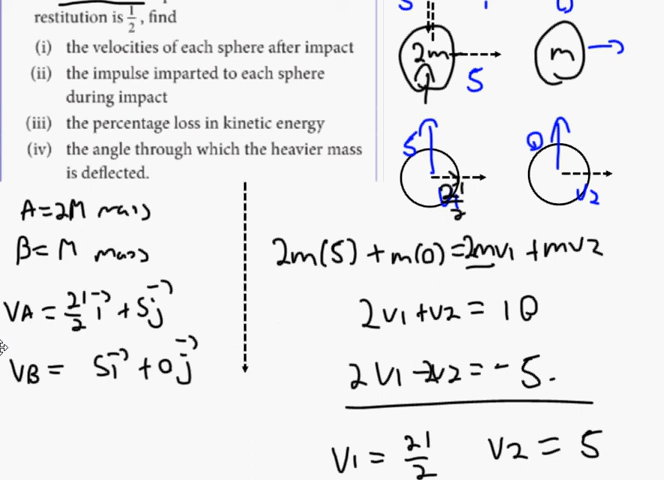 restitution is 1/2, find
(i) the velocities of each sphere after impact
(ii) the impulse imparted to each sphere
during impact
(iii) the percentage loss in kinetic energy
(iv) the angle through which the heavier mass
is deflected.
A=2M mass
B= M mass
VA = 21/2 i + 5j
VB = 5i + 0j
5
2m
5
m
5
21/2
0
V2
2m(5) + m(0) = 2mv1 + mv2
2v1 + v2 = 10
2v1 - 2v2 = - 5.
V1 = 21/2 V2 = 5